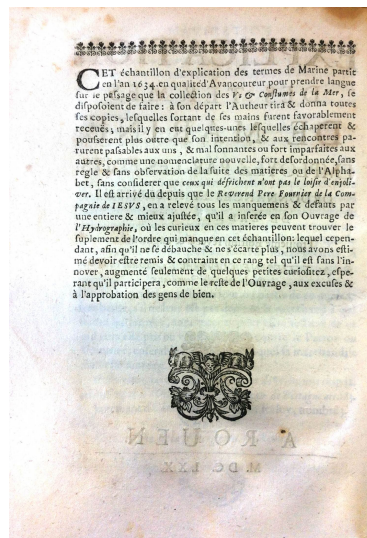 CET échantillon d'explication des termes de Marine partit
en l'an 1634. en qualité d'Avancoureur pour prendre langue
sur le passage que la collection des Vs & Coustumes de la Mer, se
disposoient de faire: à son départ l'Autheur tira & donna toutes
ses copies, lesquelles sortant de ses mains furent favorablement
receuës, mais il y en eut quelques-unes lesquelles échaperent &
pousserent plus outre que son intention, & aux rencontres pa-
rurent passables aux uns, & mal sonnantes ou fort imparfaites aux
autres, comme une nomenclature nouvelle, fort desordonnée, sans
regle & sans observation de la suite des matieres ou de l'Alpha-
bet, sans considerer que ceux qui défrichent n'ont pas le loisir d'enjoli-
ver. Il est arrivé du depuis que le Reverend Pere Fournier de la Com-
pagnie de IESVS, en a relevé tous les manquemens & défauts par
une entiere & mieux ajustée, qu'il a inserée en son Ouvrage de
l'Hydrographie, où les curieux en ces matieres peuvent trouver le
suplement de l'ordre qui manque en cet échantillon: lequel cepen-
dant, afin qu'il ne se débauche & ne s'écarte plus, nous avons esti-
mé devoir estre remis & contraint en ce rang tel qu'il est sans l'in-
nover, augmenté seulement de quelques petites curiositez, espe-
rant qu'il participera, comme le reste de l'Ouvrage, aux excuses &
à l'approbation des gens de bien.
A ROUEN
M. DC. LXX.